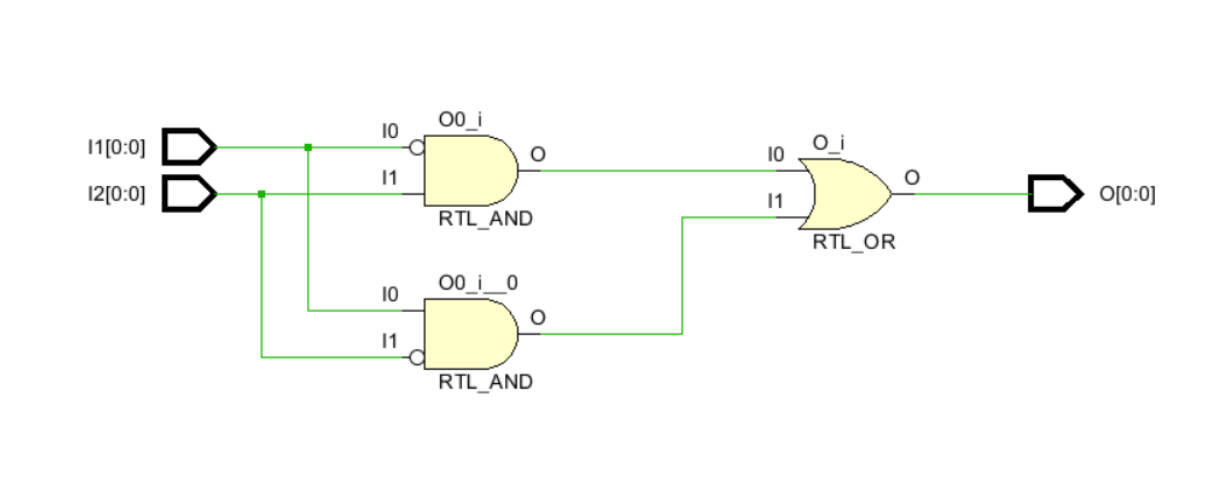 O0_i
I1[0:0]
I0
O
I1
I2[0:0]
RTL_AND
O_i
I0
O
I1
O[0:0]
RTL_OR
O0_i__0
I0
O
I1
RTL_AND